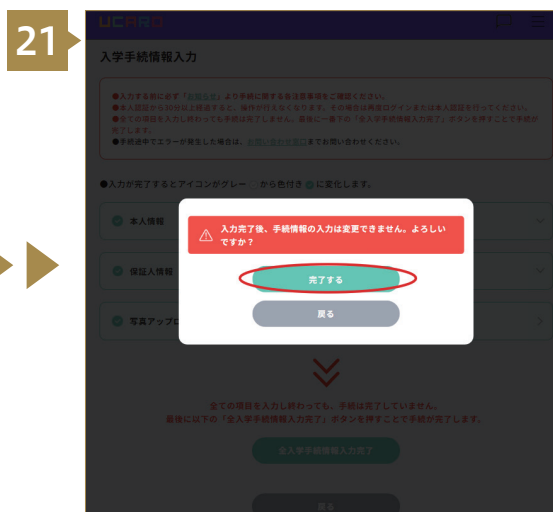 21
UCARO
入学手続情報入力
●入力する前に必ず「お知らせ」より手続に関する各注意事項をご確認ください。
●本人認証から30分以上経過すると、操作が行えなくなります。その場合は再度ログインまたは本人認証を行ってください。
●全ての項目を入力し終わっても手続は完了しません。最後に一番下の「全入学手続情報入力完了」ボタンを押すことで手続が
完了します。
●手続途中でエラーが発生した場合は、お問い合わせ窓口までお問い合わせください。
●入力が完了するとアイコンがグレー から色付き に変化します。
本人情報
入力完了後、手続情報の入力は変更できません。よろしい
ですか？
保証人情報
完了する
戻る
写真アップロ
全ての項目を入力し終わっても、手続は完了していません。
最後に以下の「全入学手続情報入力完了」ボタンを押すことで手続が完了します。
全入学手続情報入力完了
戻る